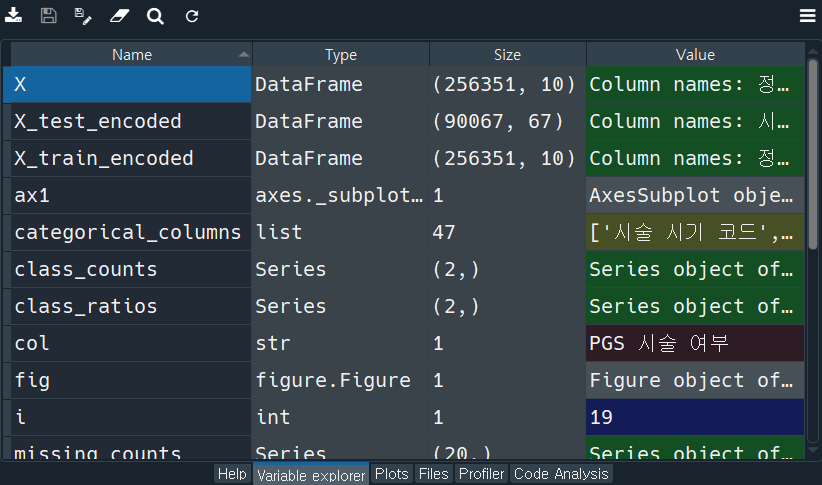 Name Type Size Value
X DataFrame (256351, 10) Column names: 정…
X_test_encoded DataFrame (90067, 67) Column names: 시…
X_train_encoded DataFrame (256351, 10) Column names: 정…
ax1 axes._subplot… 1 AxesSubplot obje…
categorical_columns list 47 ['시술 시기 코드',…
class_counts Series (2,) Series object of…
class_ratios Series (2,) Series object of…
col str 1 PGS 시술 여부
fig figure.Figure 1 Figure object of…
i int 1 19
missing_counts Series (20,) Series object of…
Help Variable explorer Plots Files Profiler Code Analysis